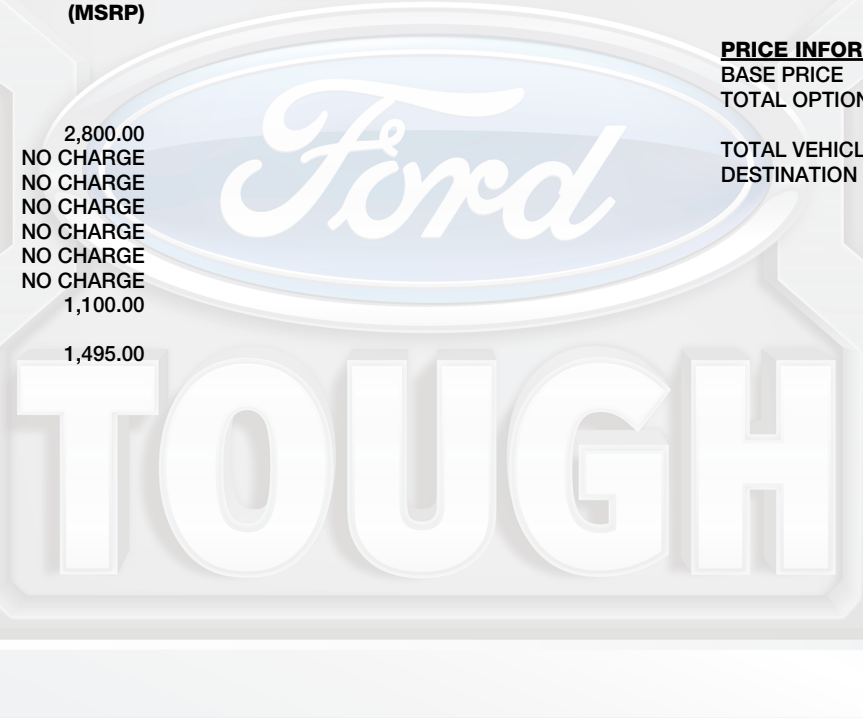 (MSRP)
2,800.00
NO CHARGE
NO CHARGE
NO CHARGE
NO CHARGE
NO CHARGE
NO CHARGE
1,100.00
1,495.00
PRICE INFOR
BASE PRICE
TOTAL OPTION
TOTAL VEHICL
DESTINATION
Ford
TOUGH